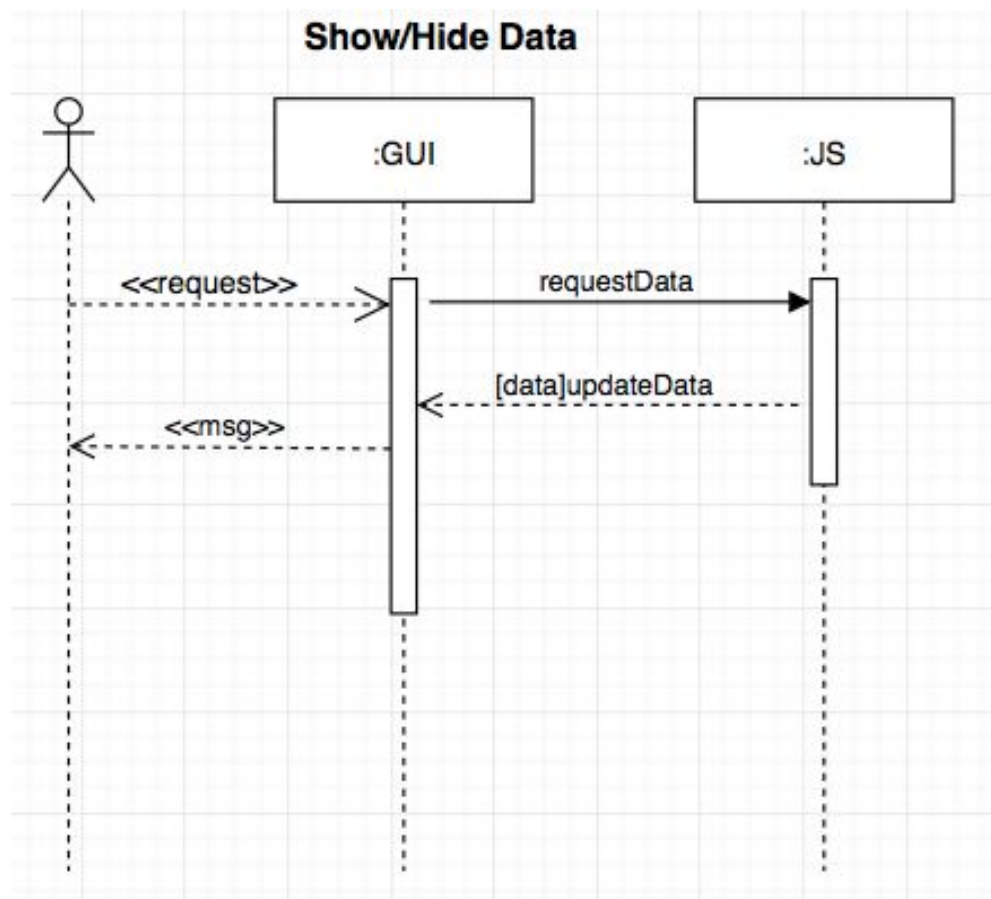 Show/Hide Data
:GUI
:JS
<<request>>
requestData
[data]updateData
<<msg>>